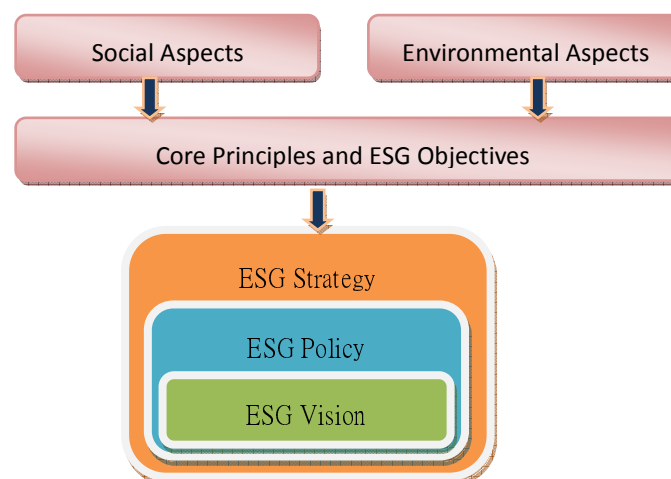 Social Aspects
Environmental Aspects
Core Principles and ESG Objectives
ESG Strategy
ESG Policy
ESG Vision